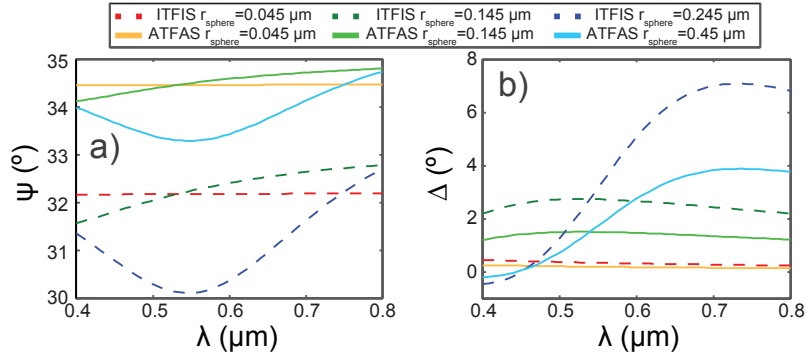 ITFIS r_sphere=0.045 µm ITFIS r_sphere=0.145 µm ITFIS r_sphere=0.245 µm
ATFAS r_sphere=0.045 µm ATFAS r_sphere=0.145 µm ATFAS r_sphere=0.45 µm
35
34
33
32
31
30
Ψ (º)
a)
0.4 0.5 0.6 0.7 0.8
λ (µm)
8
6
4
2
0
Δ (º)
b)
0.4 0.5 0.6 0.7 0.8
λ (µm)